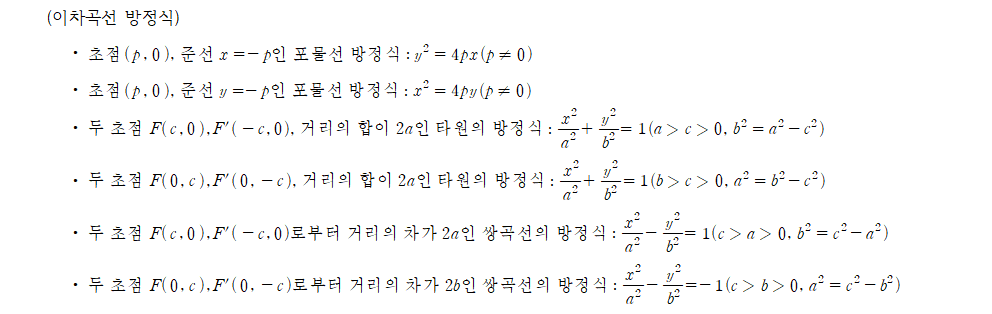 (이차곡선 방정식)
· 초점(p, 0), 준선 x = −p인 포물선 방정식 : y² = 4px(p ≠ 0)
· 초점(p, 0), 준선 y = −p인 포물선 방정식 : x² = 4py(p ≠ 0)
· 두 초점 F(c, 0), F′(−c, 0), 거리의 합이 2a인 타원의 방정식 : x²/a² + y²/b² = 1(a > c > 0, b² = a² − c²)
· 두 초점 F(0, c), F′(0, −c), 거리의 합이 2a인 타원의 방정식 : x²/a² + y²/b² = 1(b > c > 0, a² = b² − c²)
· 두 초점 F(c, 0), F′(−c, 0)로부터 거리의 차가 2a인 쌍곡선의 방정식 : x²/a² − y²/b² = 1(c > a > 0, b² = c² − a²)
· 두 초점 F(0, c), F′(0, −c)로부터 거리의 차가 2b인 쌍곡선의 방정식 : x²/a² − y²/b² = −1(c > b > 0, a² = c² − b²)